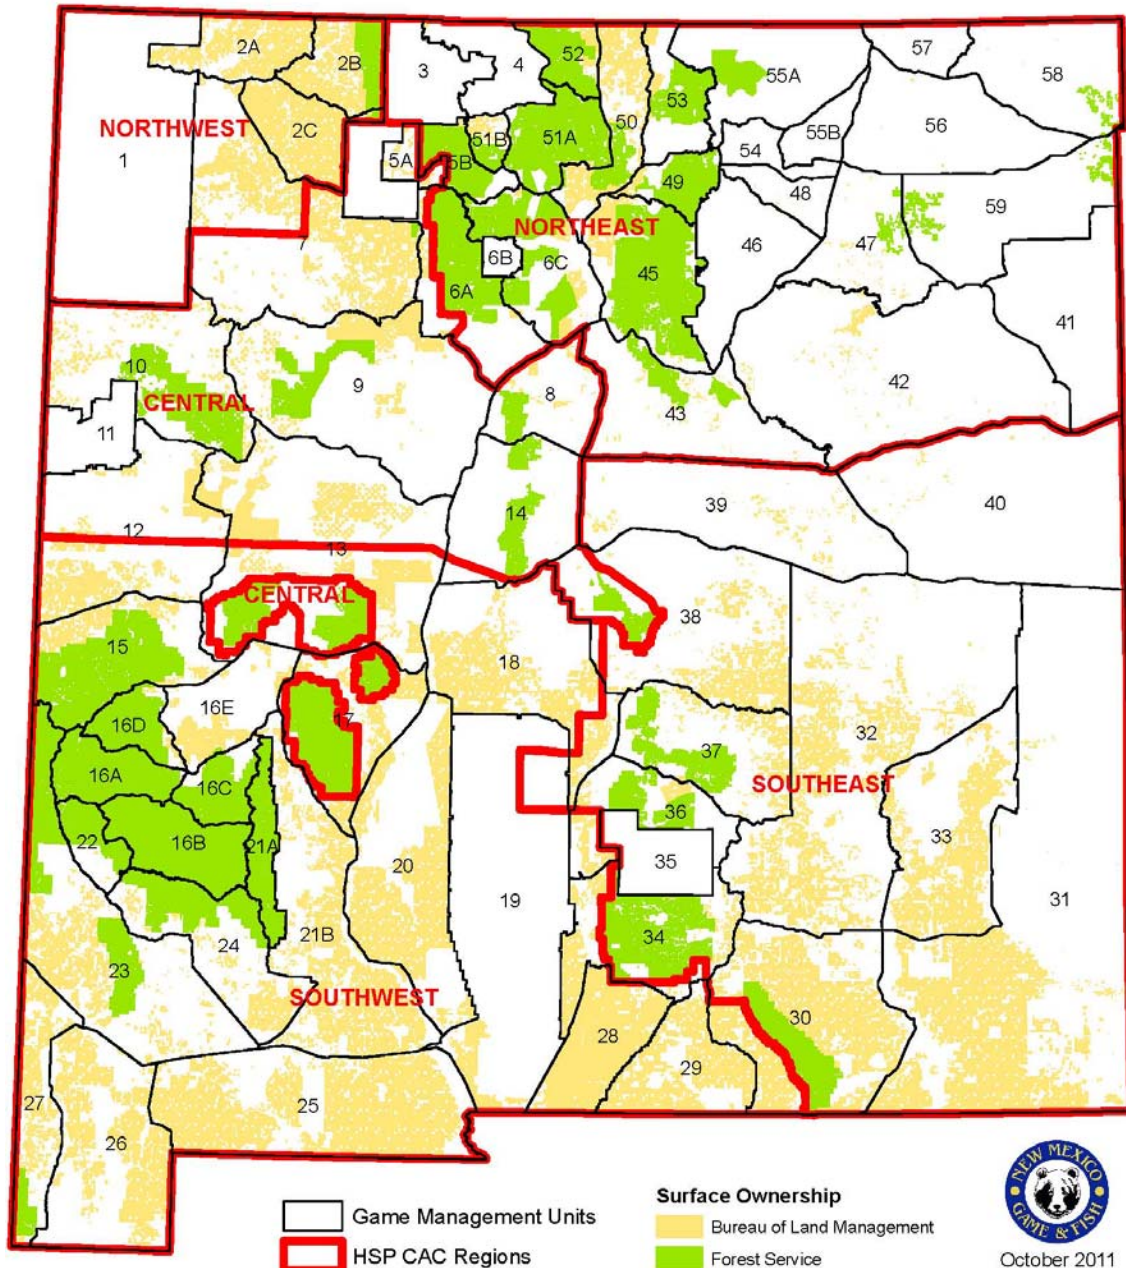 2A
2B
3
4
52
57
58
55A
53
2C
NORTHWEST
1
5A
5B
51B
51A
50
54
55B
56
49
48
59
7
NORTHEAST
6B
6C
6A
45
46
47
41
10
9
8
42
43
CENTRAL
11
12
13
14
39
40
CENTRAL
15
18
38
16E
17
16D
16A
16C
32
37
SOUTHEAST
36
22
16B
21A
20
35
33
19
31
34
21B
24
23
SOUTHWEST
28
30
29
27
25
26
Game Management Units
HSP CAC Regions
Surface Ownership
Bureau of Land Management
Forest Service
NEW MEXICO
GAME & FISH
October 2011